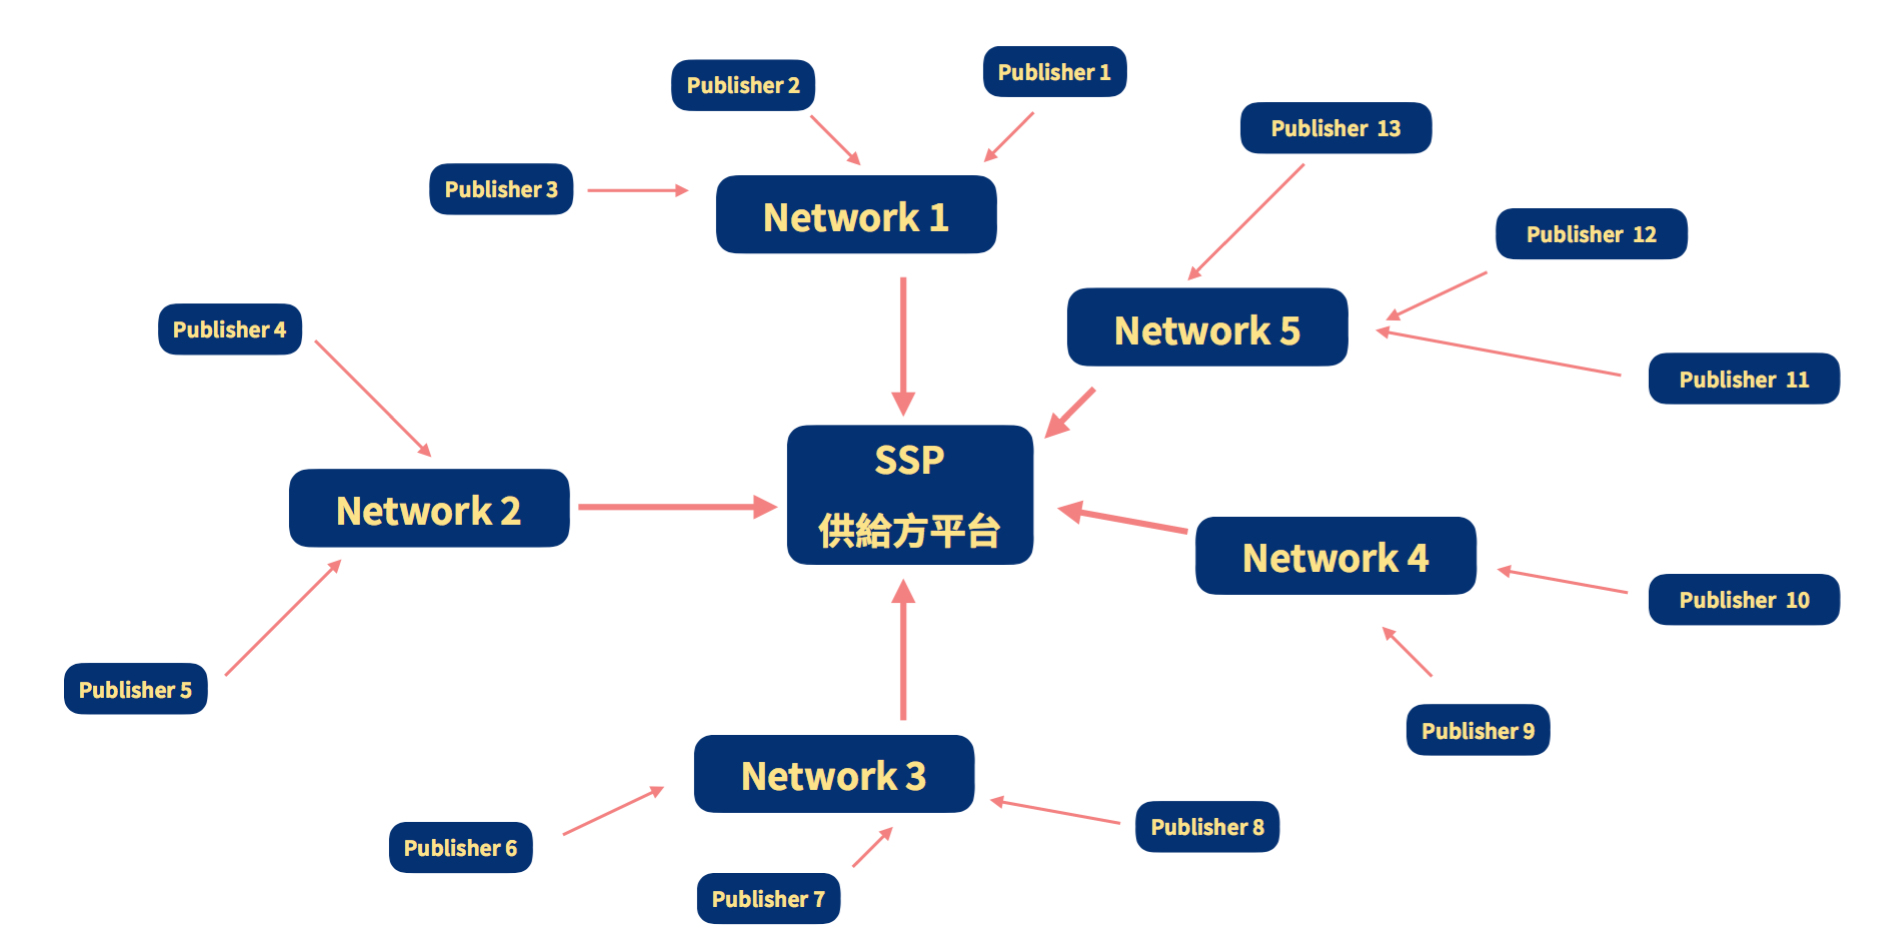 Publisher 1
Publisher 2
Publisher 13
Publisher 3
Network 1
Publisher 12
Publisher 4
Network 5
Publisher 11
SSP
供給方平台
Network 2
Network 4
Publisher 10
Publisher 5
Publisher 9
Network 3
Publisher 8
Publisher 6
Publisher 7